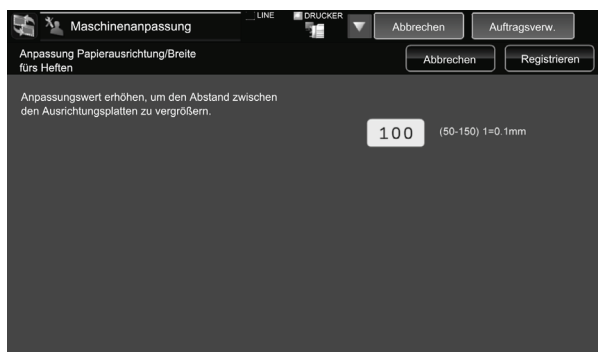 Maschinenanpassung
LINE
DRUCKER
Abbrechen
Auftragsverw.
Anpassung Papierausrichtung/Breite
fürs Heften
Abbrechen
Registrieren
Anpassungswert erhöhen, um den Abstand zwischen
den Ausrichtungsplatten zu vergrößern.
100
(50-150) 1=0.1mm